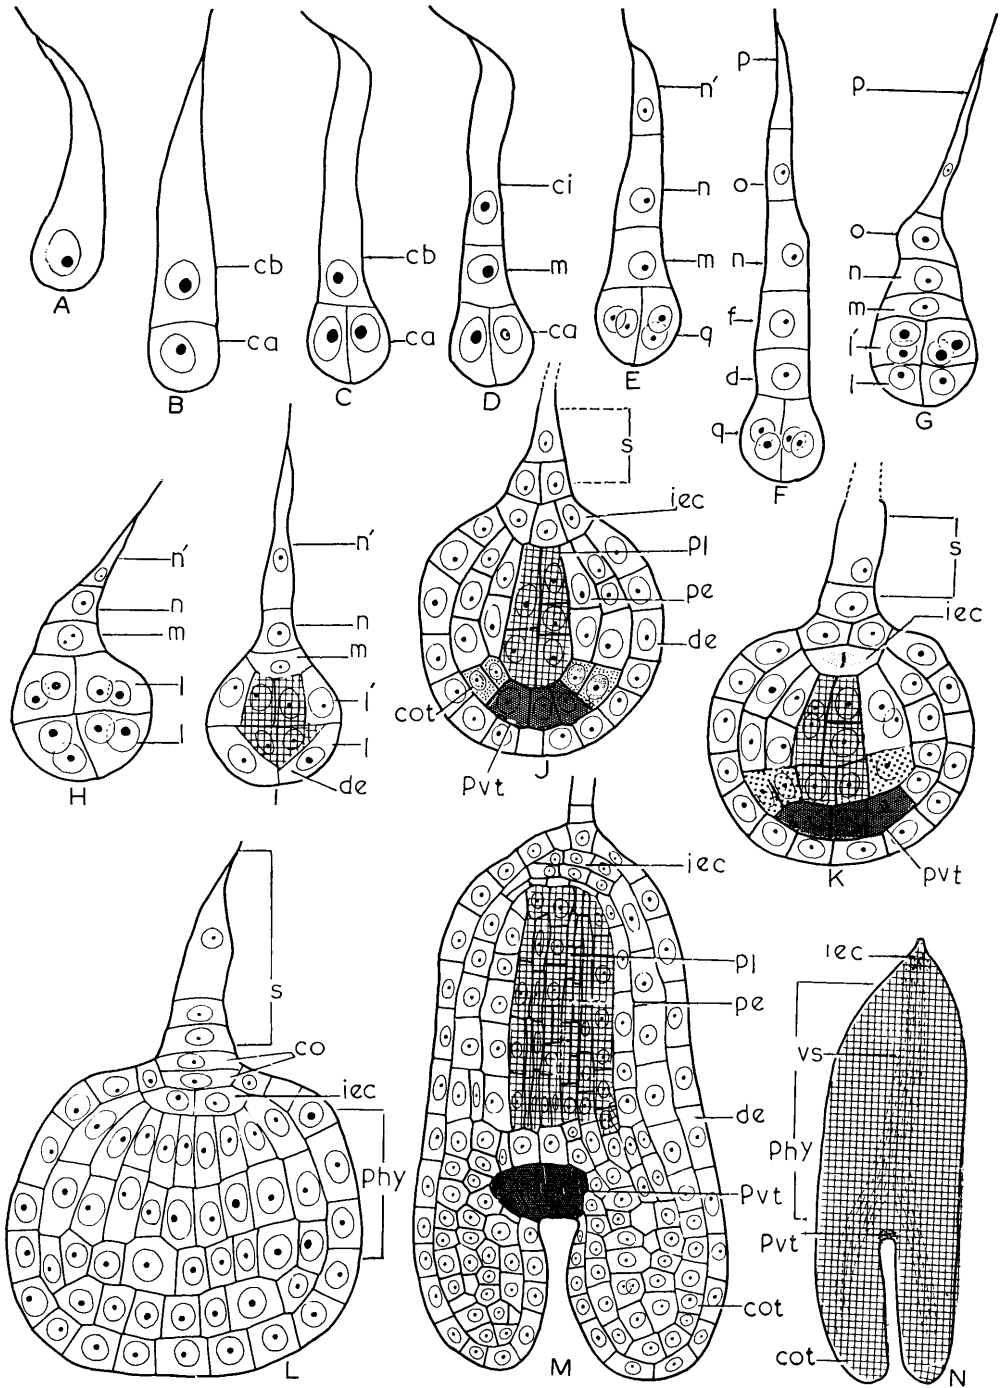 A
cb
ca
B
cb
ca
C
ci
m
ca
D
n'
n
m
q
E
p
o
n
f
d
q
F
p
o
n
m
l'
l
G
n'
n
m
l
l
H
n'
n
m
l'
l
de
I
s
iec
pl
pe
de
cot
pvt
J
s
iec
pvt
K
s
co
iec
phy
L
iec
pl
pe
de
pvt
cot
M
iec
vs
phy
pvt
cot
N